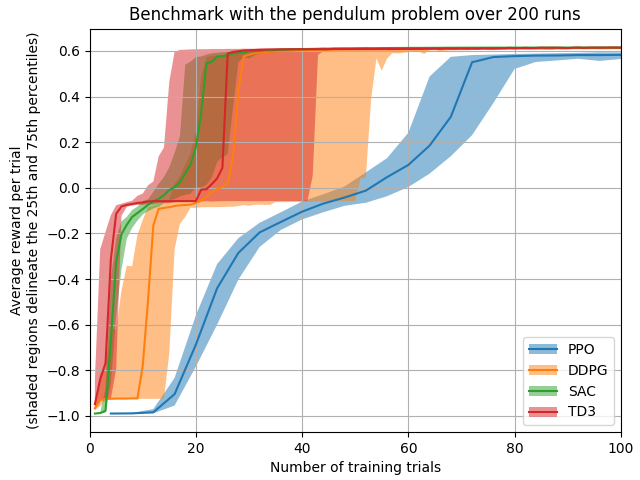 Benchmark with the pendulum problem over 200 runs
Average reward per trial
(shaded regions delineate the 25th and 75th percentiles)
0.6
0.4
0.2
0.0
−0.2
−0.4
−0.6
−0.8
−1.0
0 20 40 60 80 100
Number of training trials
PPO
DDPG
SAC
TD3